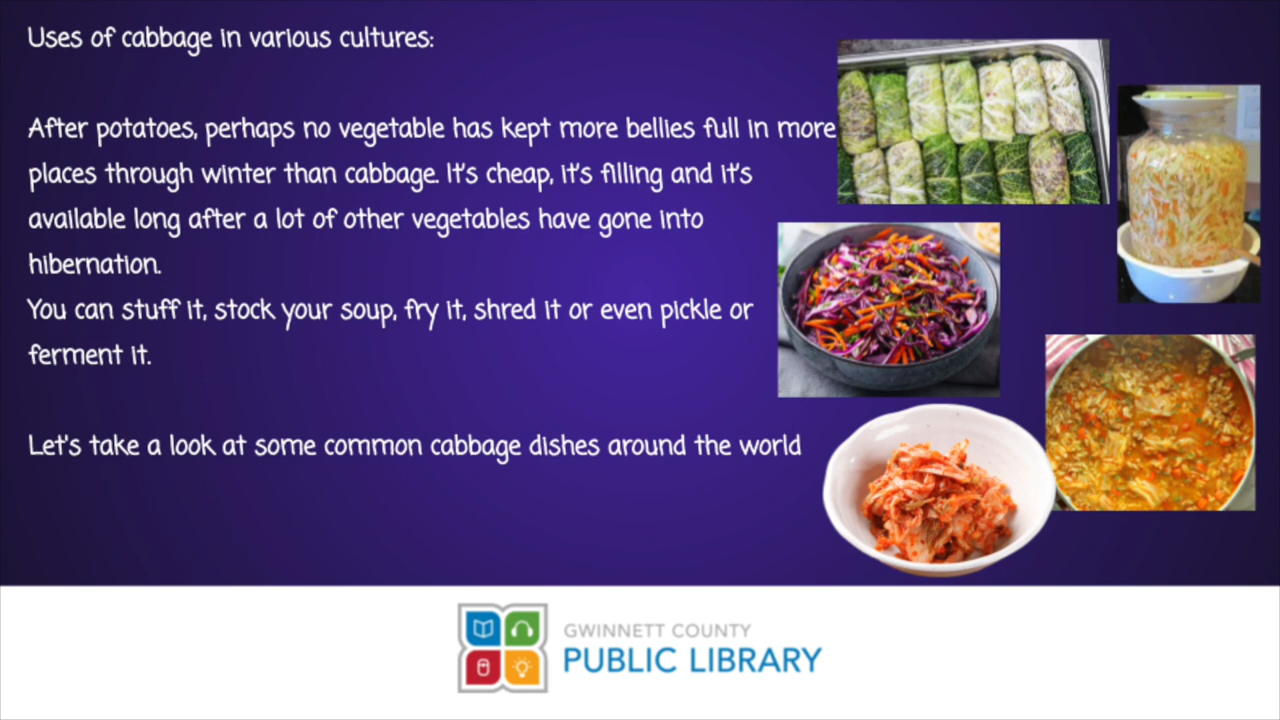 Uses of cabbage in various cultures:
After potatoes, perhaps no vegetable has kept more bellies full in more
places through winter than cabbage. It's cheap, it's filling and it's
available long after a lot of other vegetables have gone into
hibernation.
You can stuff it, stock your soup, fry it, shred it or even pickle or
ferment it.
Let's take a look at some common cabbage dishes around the world
GWINNETT COUNTY
PUBLIC LIBRARY